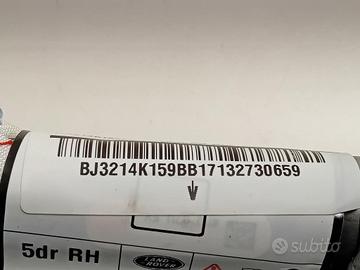 BJ3214K159BB17132730659
5dr RH
LAND
ROVER
subito